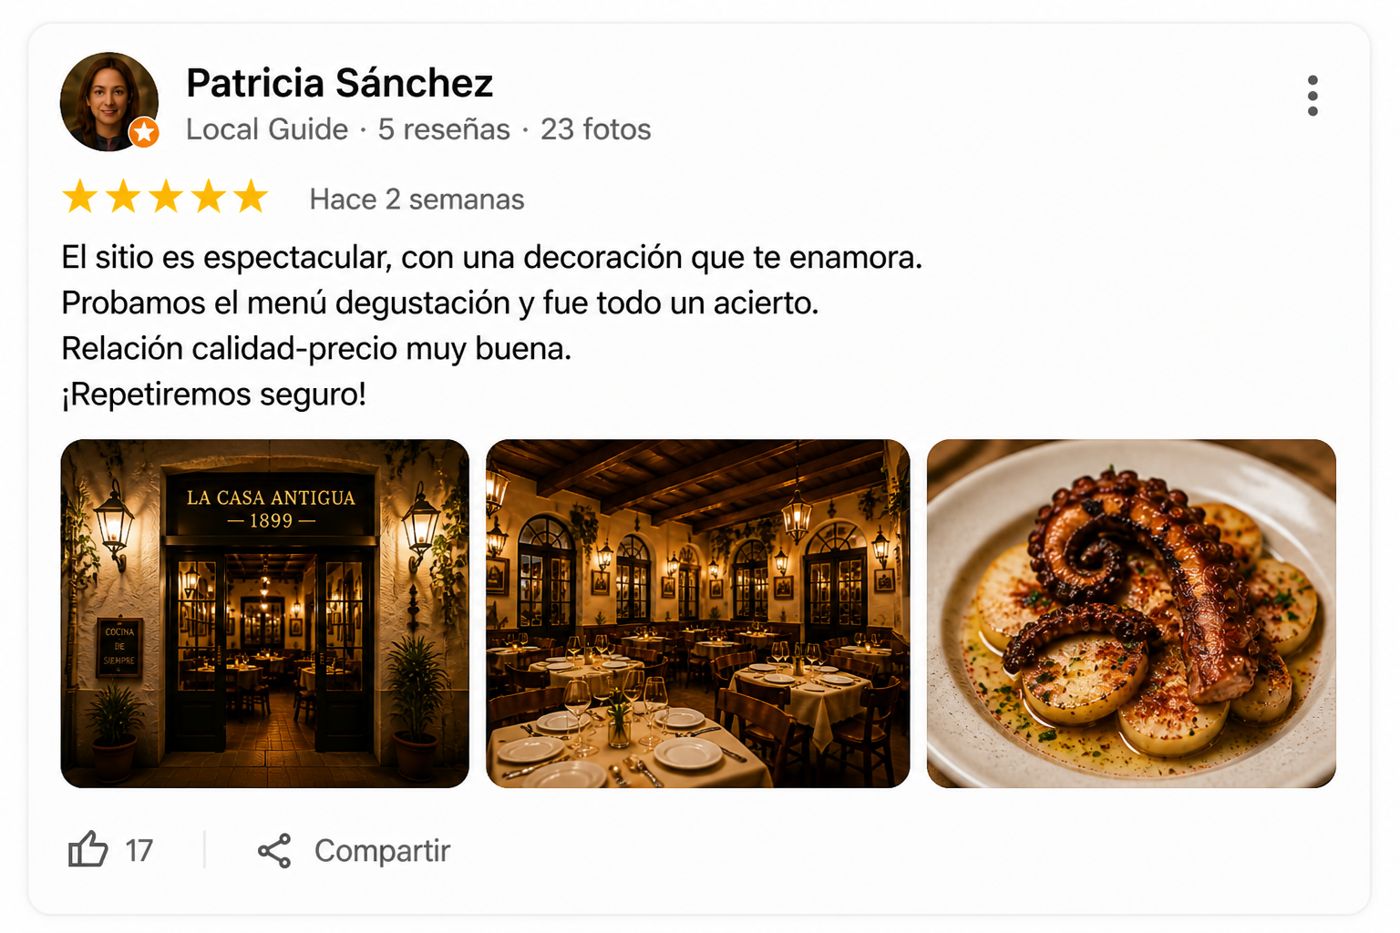 Patricia Sánchez
Local Guide · 5 reseñas · 23 fotos
Hace 2 semanas
El sitio es espectacular, con una decoración que te enamora.
Probamos el menú degustación y fue todo un acierto.
Relación calidad-precio muy buena.
¡Repetiremos seguro!
LA CASA ANTIGUA
— 1899 —
COCINA
DE
SIEMPRE
17
Compartir